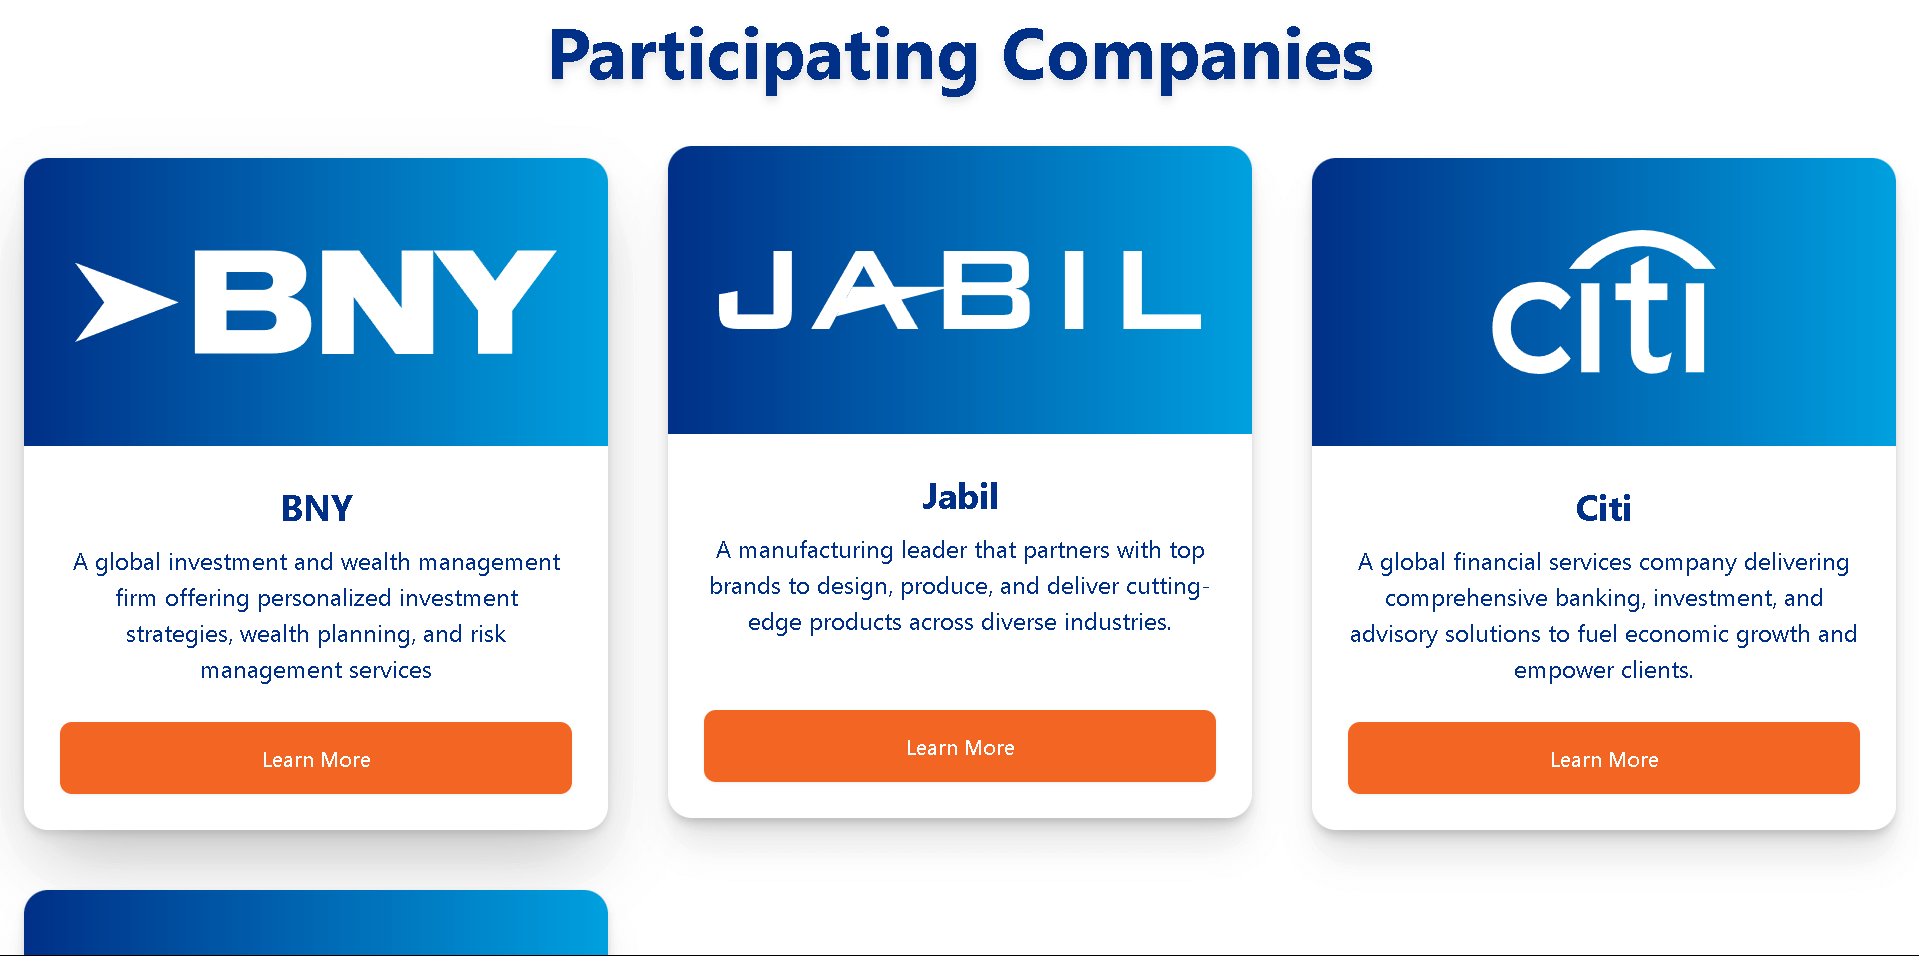 Participating Companies
BNY
BNY
A global investment and wealth management
firm offering personalized investment
strategies, wealth planning, and risk
management services
Learn More
JABIL
Jabil
A manufacturing leader that partners with top
brands to design, produce, and deliver cutting-
edge products across diverse industries.
Learn More
citi
Citi
A global financial services company delivering
comprehensive banking, investment, and
advisory solutions to fuel economic growth and
empower clients.
Learn More